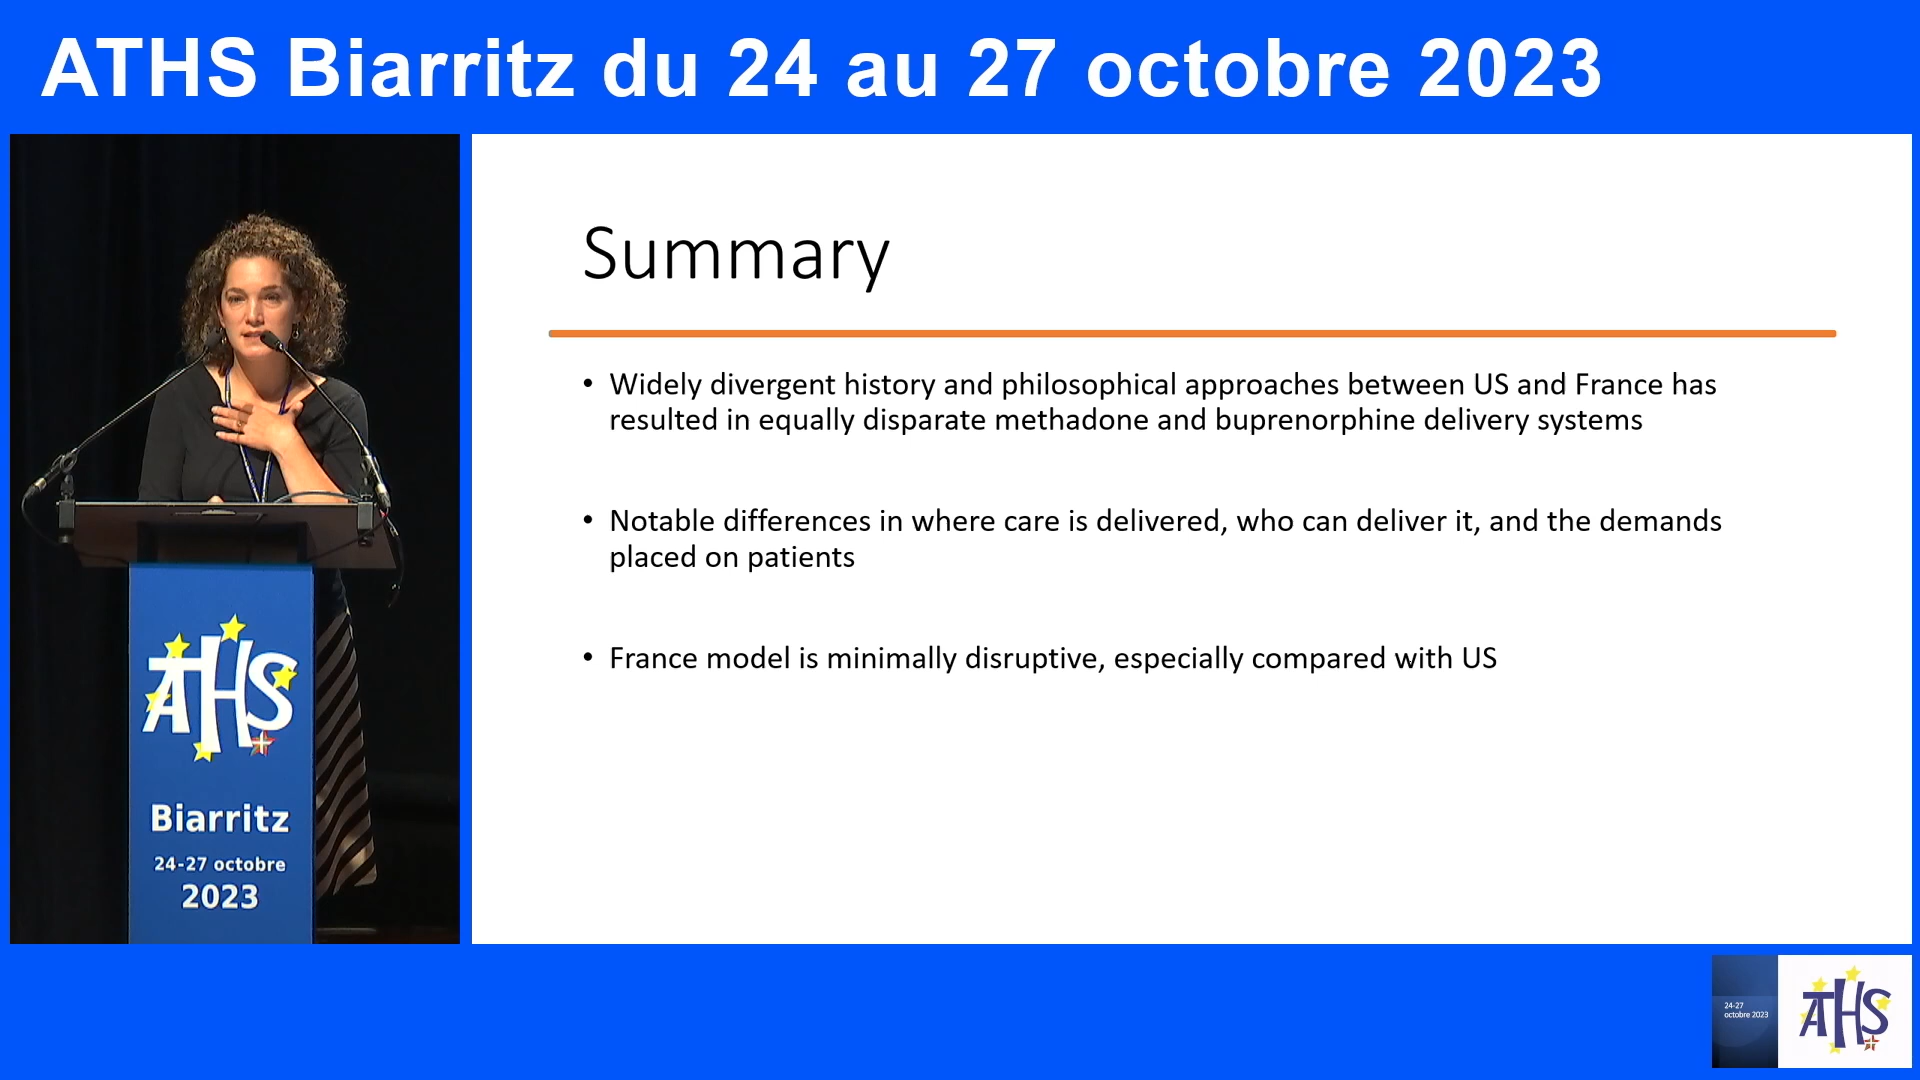 ATHS Biarritz du 24 au 27 octobre 2023
ATHS
Biarritz
24-27 octobre
2023
Summary
• Widely divergent history and philosophical approaches between US and France has
resulted in equally disparate methadone and buprenorphine delivery systems
• Notable differences in where care is delivered, who can deliver it, and the demands
placed on patients
• France model is minimally disruptive, especially compared with US
24-27
octobre 2023
ATHS